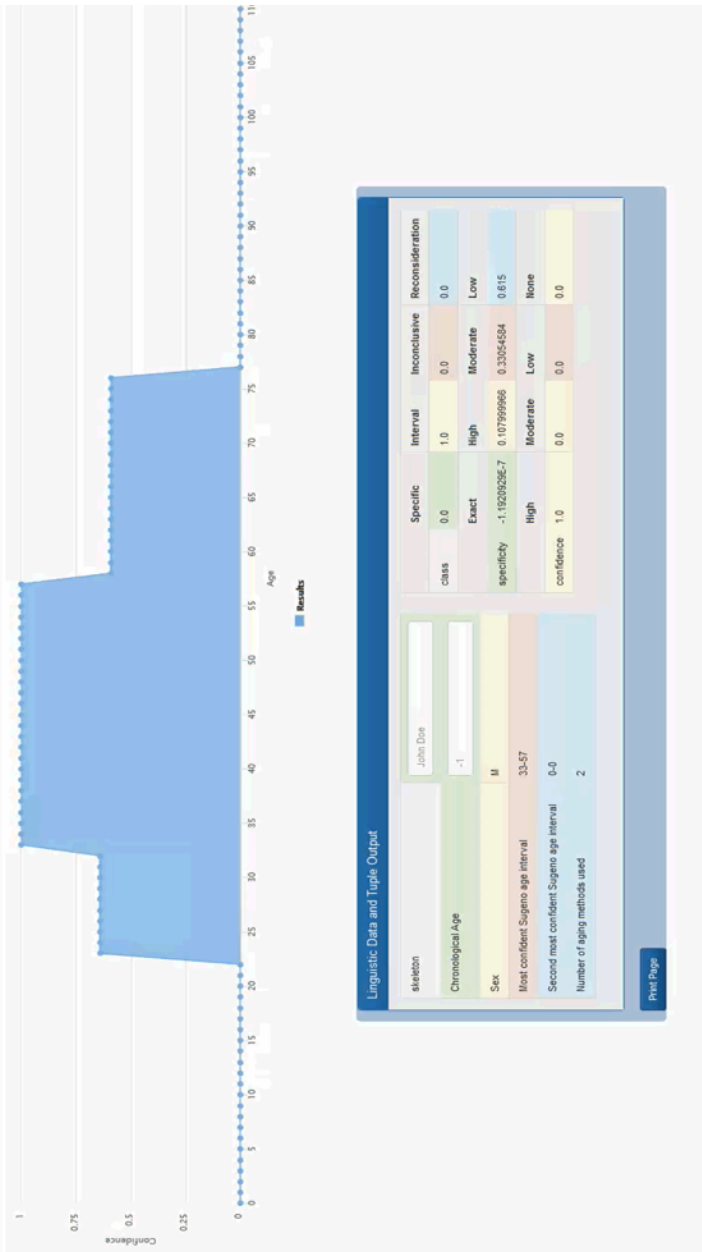 Confidence
1
0.75
0.5
0.25
0
0 5 10 15 20 25 30 35 40 45 50 55 60 65 70 75 80 85 90 95 100 105
Age
Results
Linguistic Data and Tuple Output
skeleton John Doe
Chronological Age -1
Sex M
Most confident Sugeno age interval 33-57
Second most confident Sugeno age interval 0-0
Number of aging methods used 2
Specific Interval Inconclusive Reconsideration
class 0.0 1.0 0.0 0.0
Exact High Moderate Low
specificity -1.1920929E-7 0.107999966 0.33054584 0.615
High Moderate Low None
confidence 1.0 0.0 0.0 0.0
Print Page